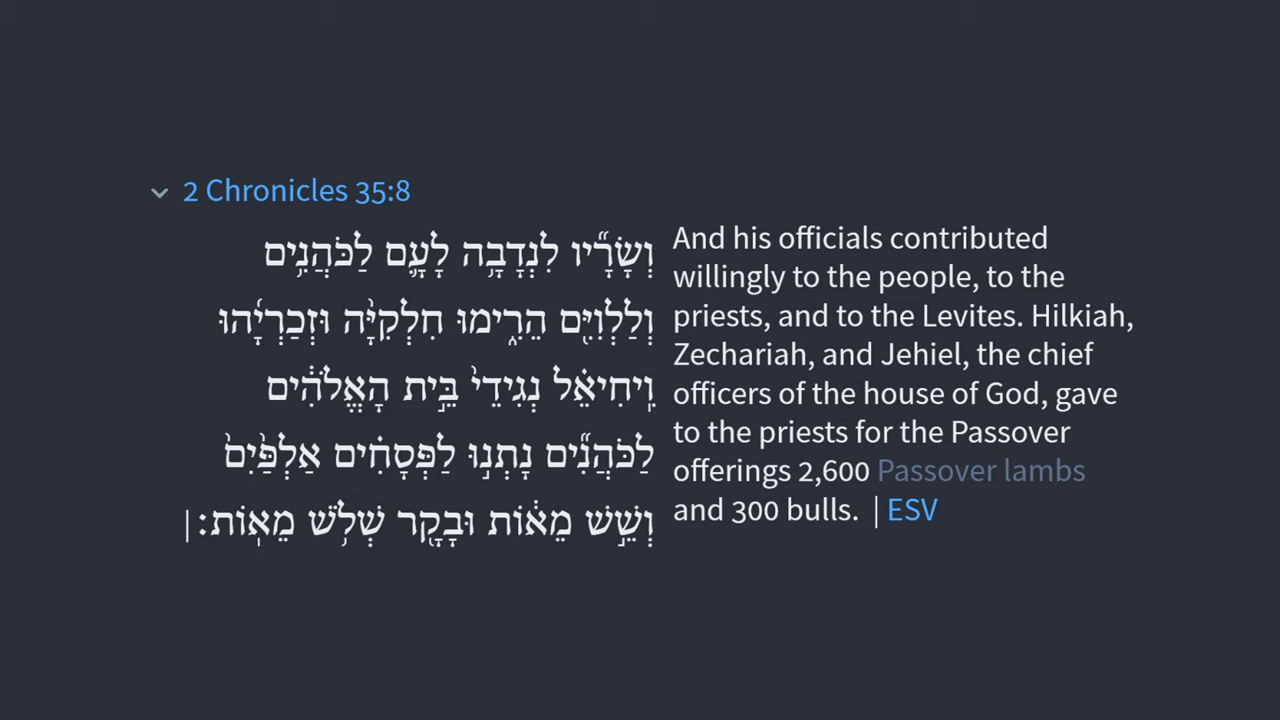 2 Chronicles 35:8
וְשָׂרָ֞יו לִנְדָבָ֥ה לָעָ֛ם לַכֹּהֲנִ֥ים
וְלַלְוִיִּ֖ם הֵרִ֑ימוּ חִלְקִיָּ֨ה וּזְכַרְיָ֜הוּ
וִֽיחִיאֵ֗ל נְגִידֵי֙ בֵּ֣ית הָאֱלֹהִ֔ים
לַכֹּהֲנִ֞ים נָתְנ֣וּ לַפְּסָחִ֗ים אַלְפַּ֙יִם֙
וְשֵׁ֣שׁ מֵא֔וֹת וּבָקָ֖ר שְׁלֹ֥שׁ מֵאֽוֹת׃ |
And his officials contributed
willingly to the people, to the
priests, and to the Levites. Hilkiah,
Zechariah, and Jehiel, the chief
officers of the house of God, gave
to the priests for the Passover
offerings 2,600 Passover lambs
and 300 bulls. | ESV